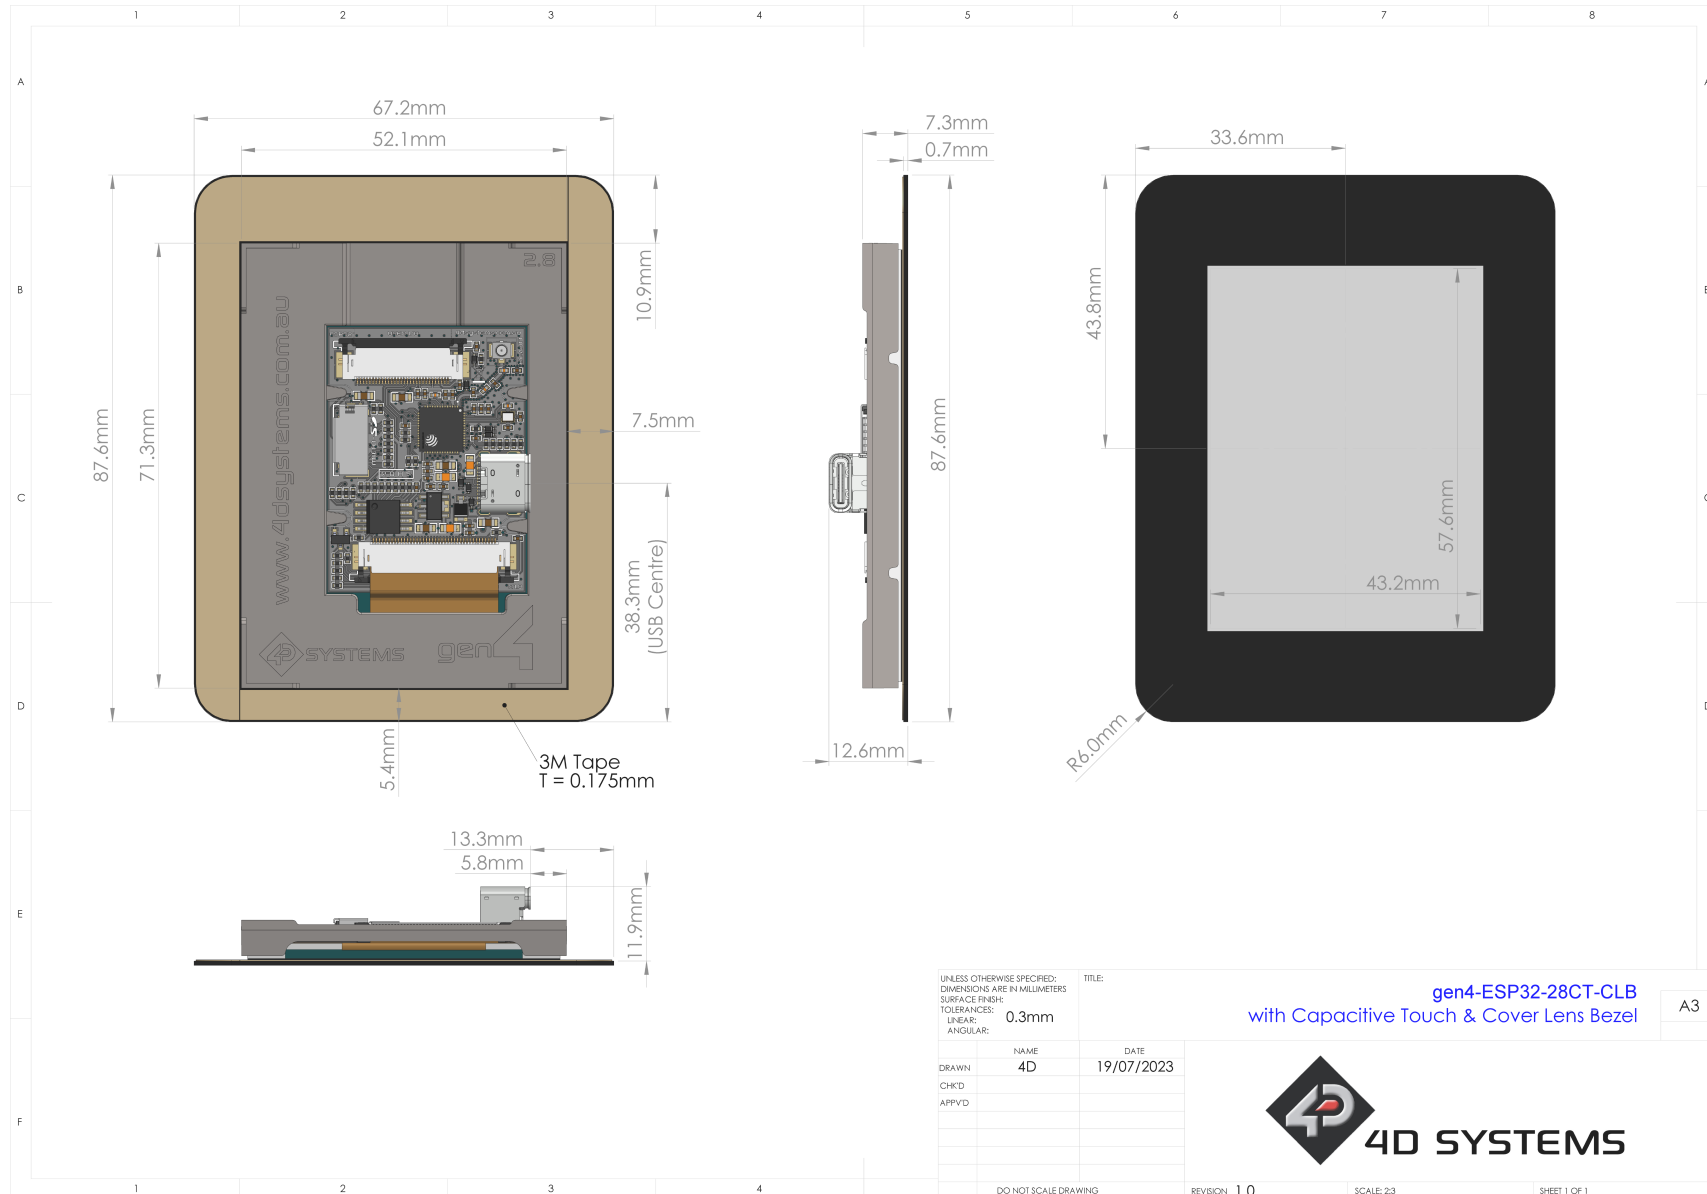 1 2 3 4 5 6 7 8
A
B
C
D
E
F
67.2mm
52.1mm
87.6mm
71.3mm
10.9mm
7.5mm
38.3mm
(USB Centre)
5.4mm
3M Tape
T = 0.175mm
2.8
www.4dsystems.com.au
4D SYSTEMS
gen4
7.3mm
0.7mm
87.6mm
12.6mm
33.6mm
43.8mm
57.6mm
43.2mm
R6.0mm
13.3mm
5.8mm
11.9mm
UNLESS OTHERWISE SPECIFIED:
DIMENSIONS ARE IN MILLIMETERS
SURFACE FINISH:
TOLERANCES:
LINEAR: 0.3mm
ANGULAR:
TITLE:
gen4-ESP32-28CT-CLB
with Capacitive Touch & Cover Lens Bezel
A3
NAME DATE
DRAWN 4D 19/07/2023
CHK'D
APPV'D
4D SYSTEMS
DO NOT SCALE DRAWING
REVISION 1.0
SCALE: 2:3
SHEET 1 OF 1
1 2 3 4